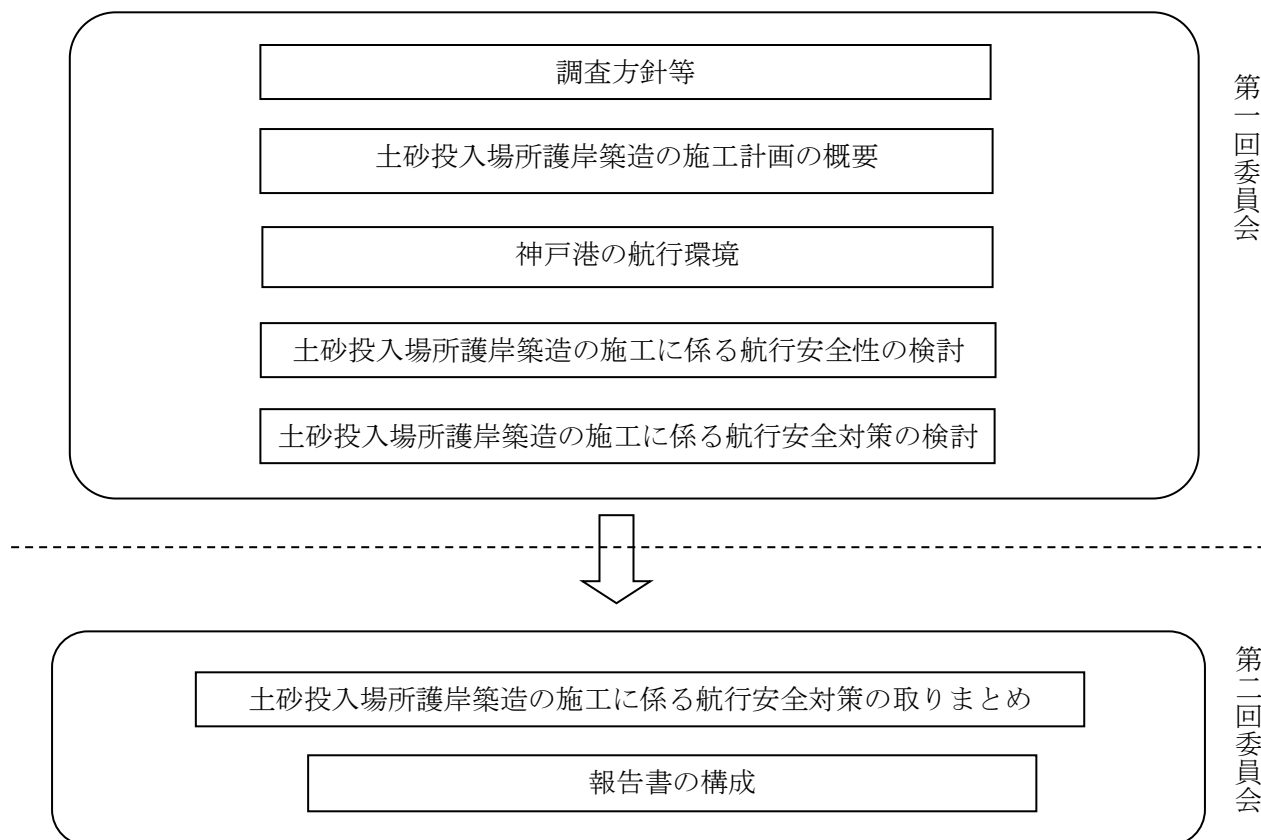 調査方針等
土砂投入場所護岸築造の施工計画の概要
神戸港の航行環境
土砂投入場所護岸築造の施工に係る航行安全性の検討
土砂投入場所護岸築造の施工に係る航行安全対策の検討
第一回委員会
土砂投入場所護岸築造の施工に係る航行安全対策の取りまとめ
報告書の構成
第二回委員会